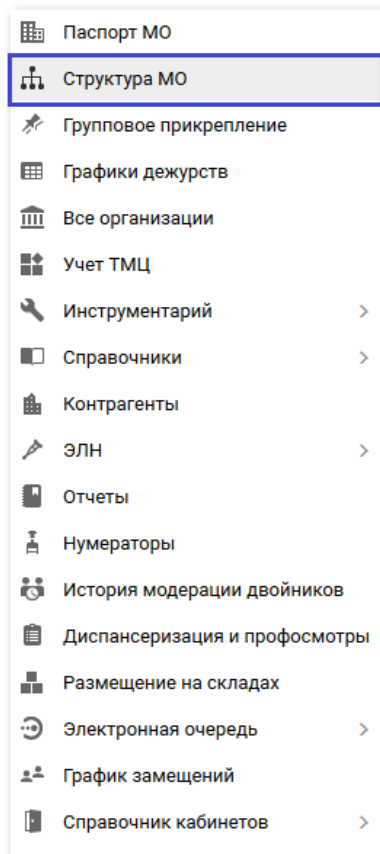 Паспорт МО
Структура МО
Групповое прикрепление
Графики дежурств
Все организации
Учет ТМЦ
Инструментарий
Справочники
Контрагенты
ЭЛН
Отчеты
Нумераторы
История модерации двойников
Диспансеризация и профосмотры
Размещение на складах
Электронная очередь
График замещений
Справочник кабинетов